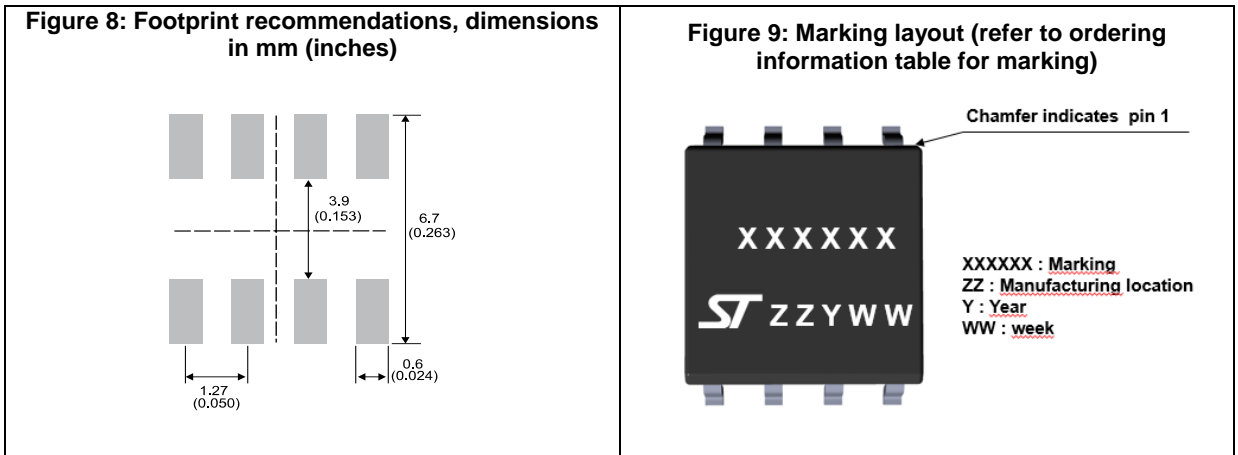 Figure 8: Footprint recommendations, dimensions
in mm (inches)
3.9
(0.153)
6.7
(0.263)
0.6
(0.024)
1.27
(0.050)
Figure 9: Marking layout (refer to ordering
information table for marking)
Chamfer indicates pin 1
XXXXXX
ST ZZYWW
XXXXXX : Marking
ZZ : Manufacturing location
Y : Year
WW : week